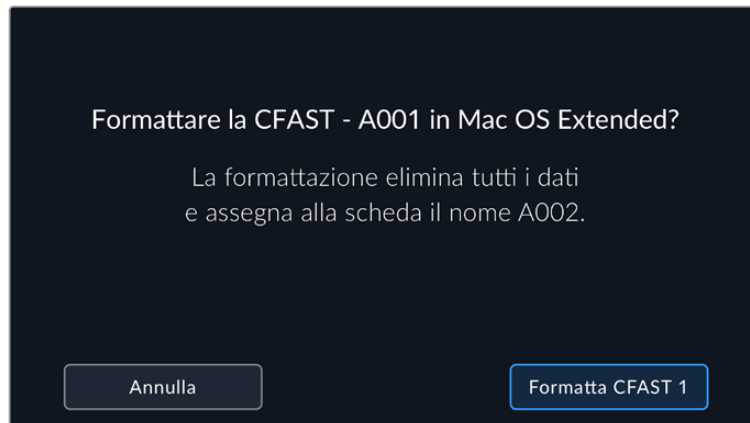 Formattare la CFAST - A001 in Mac OS Extended?
La formattazione elimina tutti i dati
e assegna alla scheda il nome A002.
Annulla
Formatta CFAST 1